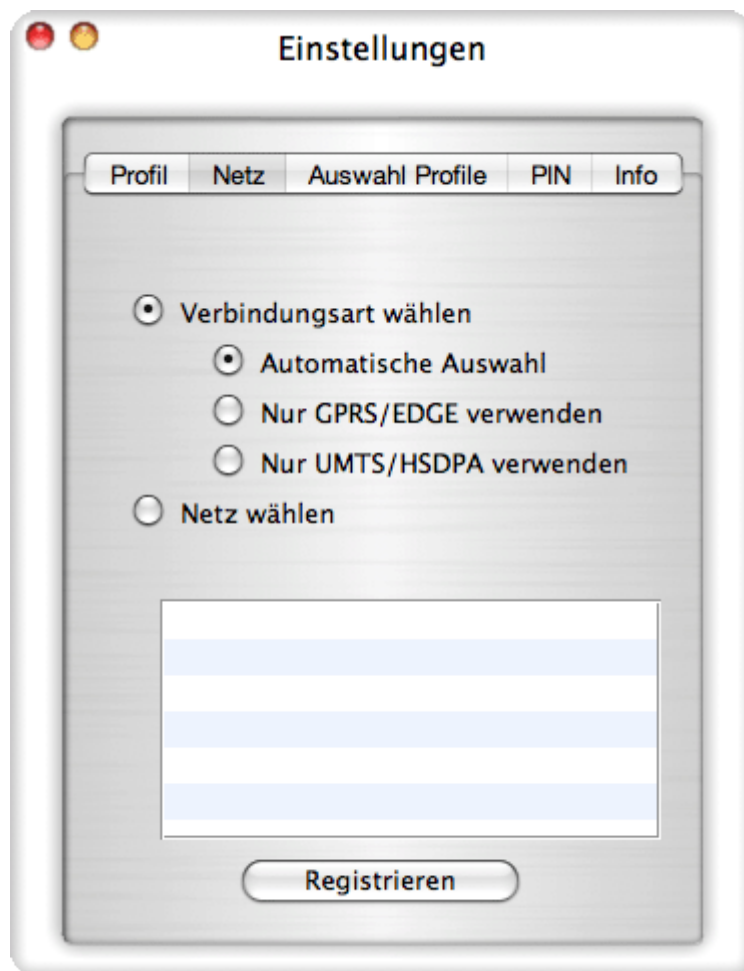 Einstellungen
Profil Netz Auswahl Profile PIN Info
Verbindungsart wählen
Automatische Auswahl
Nur GPRS/EDGE verwenden
Nur UMTS/HSDPA verwenden
Netz wählen
Registrieren